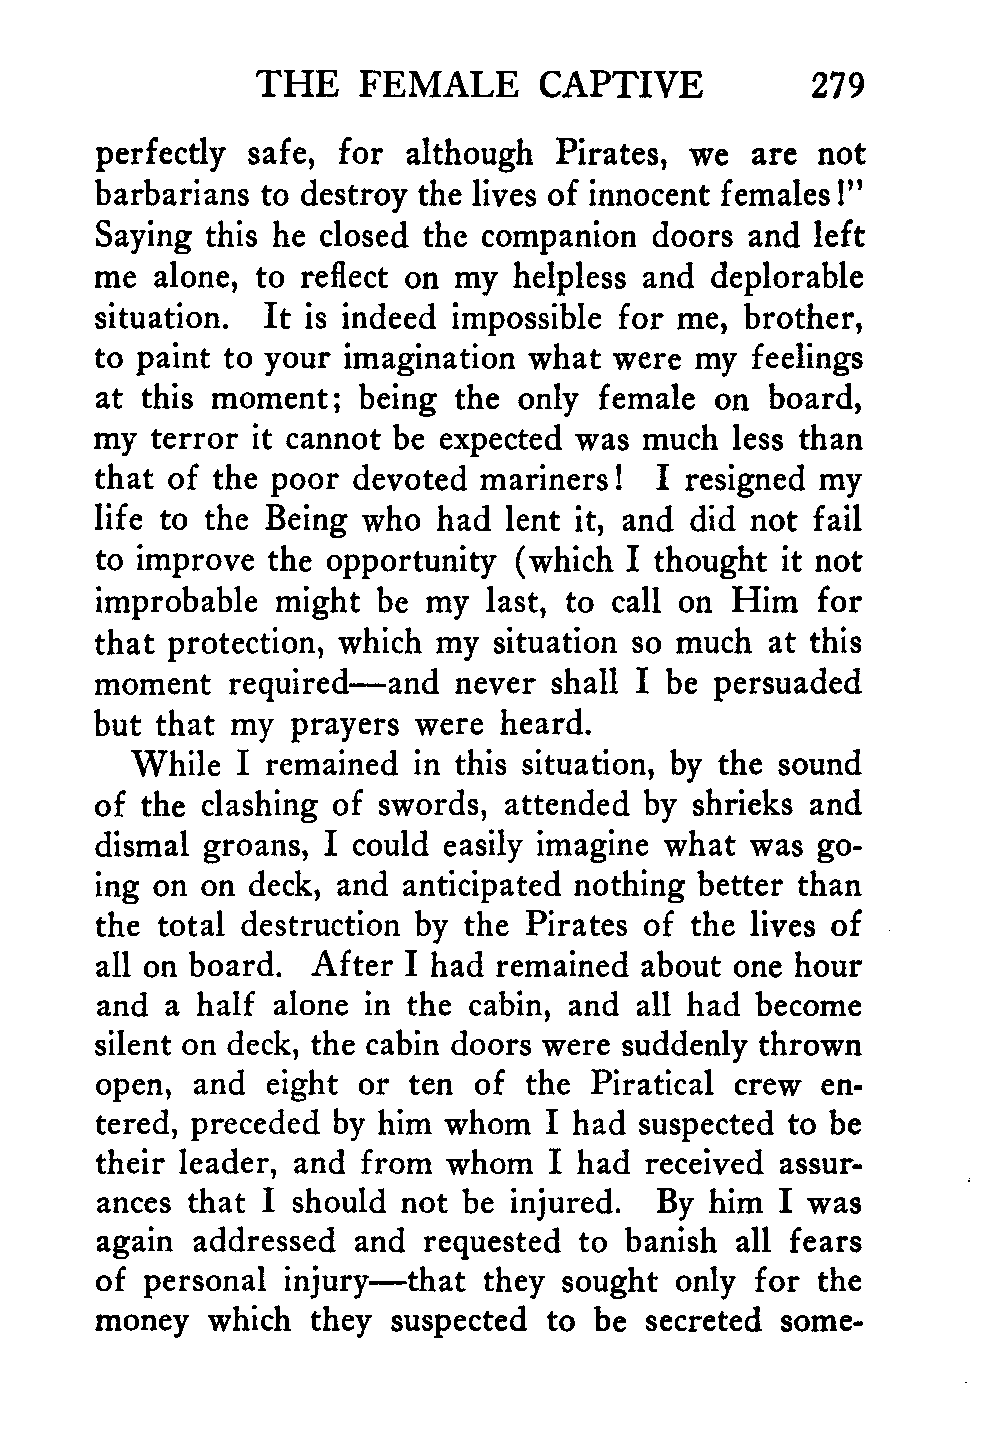 THE FEMALE CAPTIVE 279
perfectly safe, for although Pirates, we are not
barbarians to destroy the lives of innocent females!"
Saying this he closed the companion doors and left
me alone, to reflect on my helpless and deplorable
situation. It is indeed impossible for me, brother,
to paint to your imagination what were my feelings
at this moment; being the only female on board,
my terror it cannot be expected was much less than
that of the poor devoted mariners! I resigned my
life to the Being who had lent it, and did not fail
to improve the opportunity (which I thought it not
improbable might be my last, to call on Him for
that protection, which my situation so much at this
moment required—and never shall I be persuaded
but that my prayers were heard.
While I remained in this situation, by the sound
of the clashing of swords, attended by shrieks and
dismal groans, I could easily imagine what was go-
ing on on deck, and anticipated nothing better than
the total destruction by the Pirates of the lives of
all on board. After I had remained about one hour
and a half alone in the cabin, and all had become
silent on deck, the cabin doors were suddenly thrown
open, and eight or ten of the Piratical crew en-
tered, preceded by him whom I had suspected to be
their leader, and from whom I had received assur-
ances that I should not be injured. By him I was
again addressed and requested to banish all fears
of personal injury—that they sought only for the
money which they suspected to be secreted some-